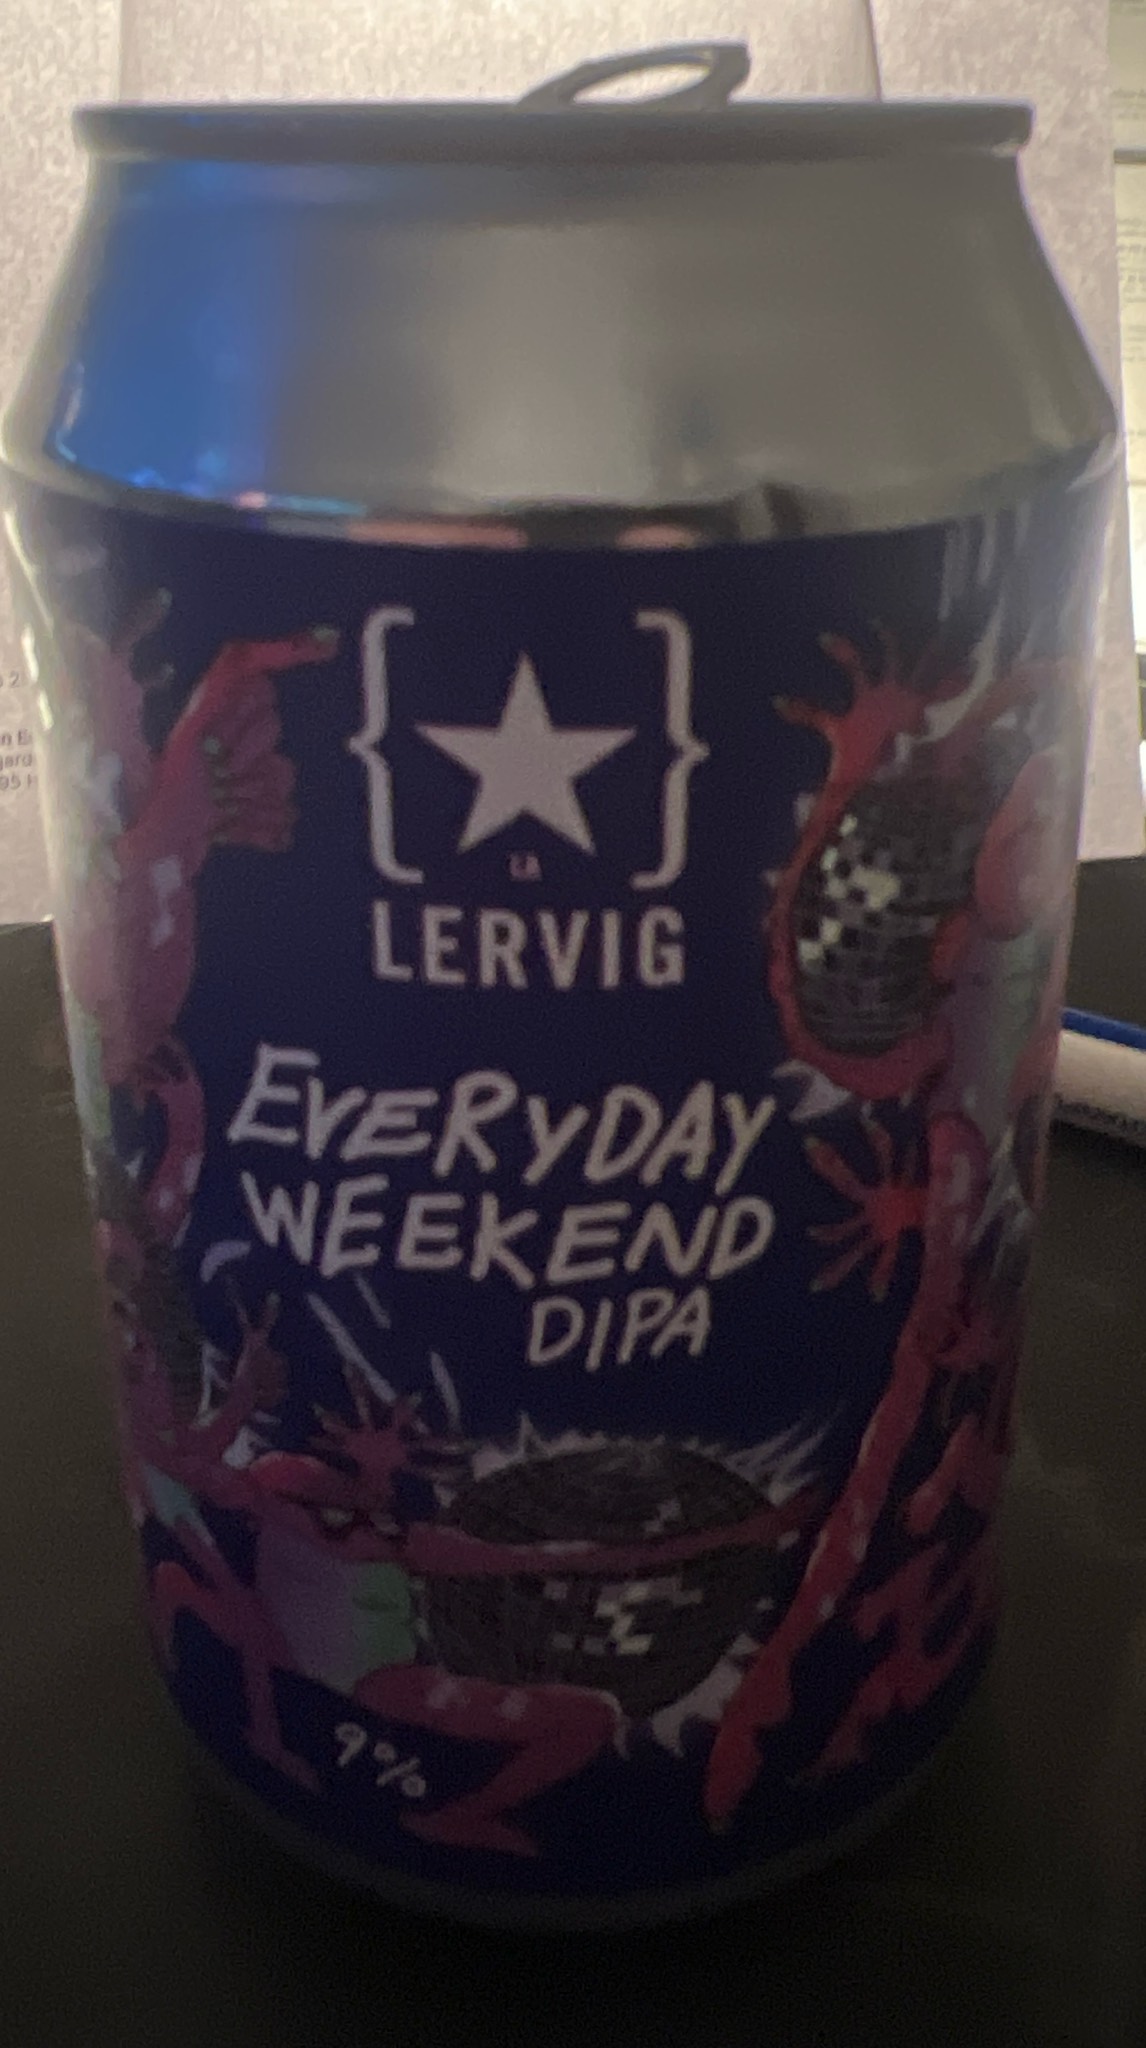 LA
LERVIG
EVERYDAY
WEEKEND
DIPA
9%